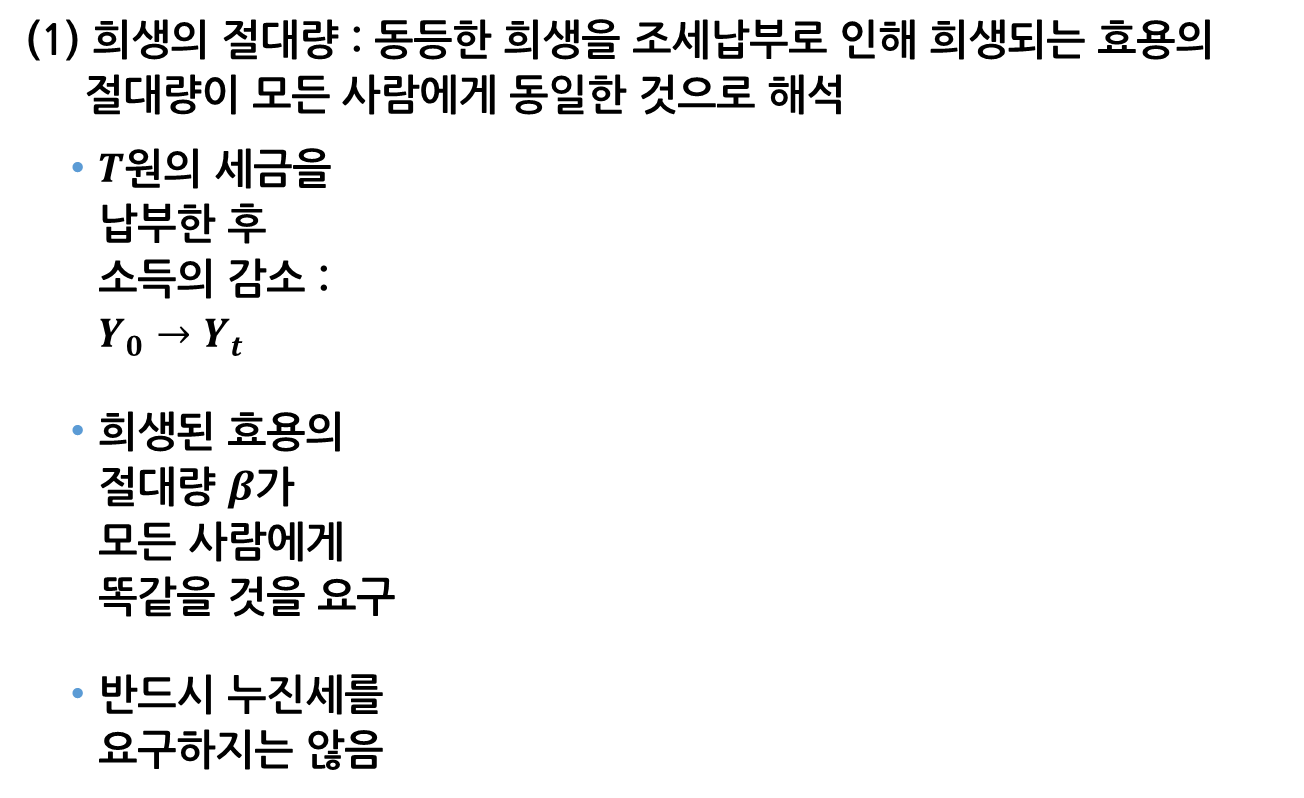 (1) 희생의 절대량 : 동등한 희생을 조세납부로 인해 희생되는 효용의
절대량이 모든 사람에게 동일한 것으로 해석
• T원의 세금을
납부한 후
소득의 감소 :
Y₀ → Yₜ
• 희생된 효용의
절대량 β가
모든 사람에게
똑같을 것을 요구
• 반드시 누진세를
요구하지는 않음